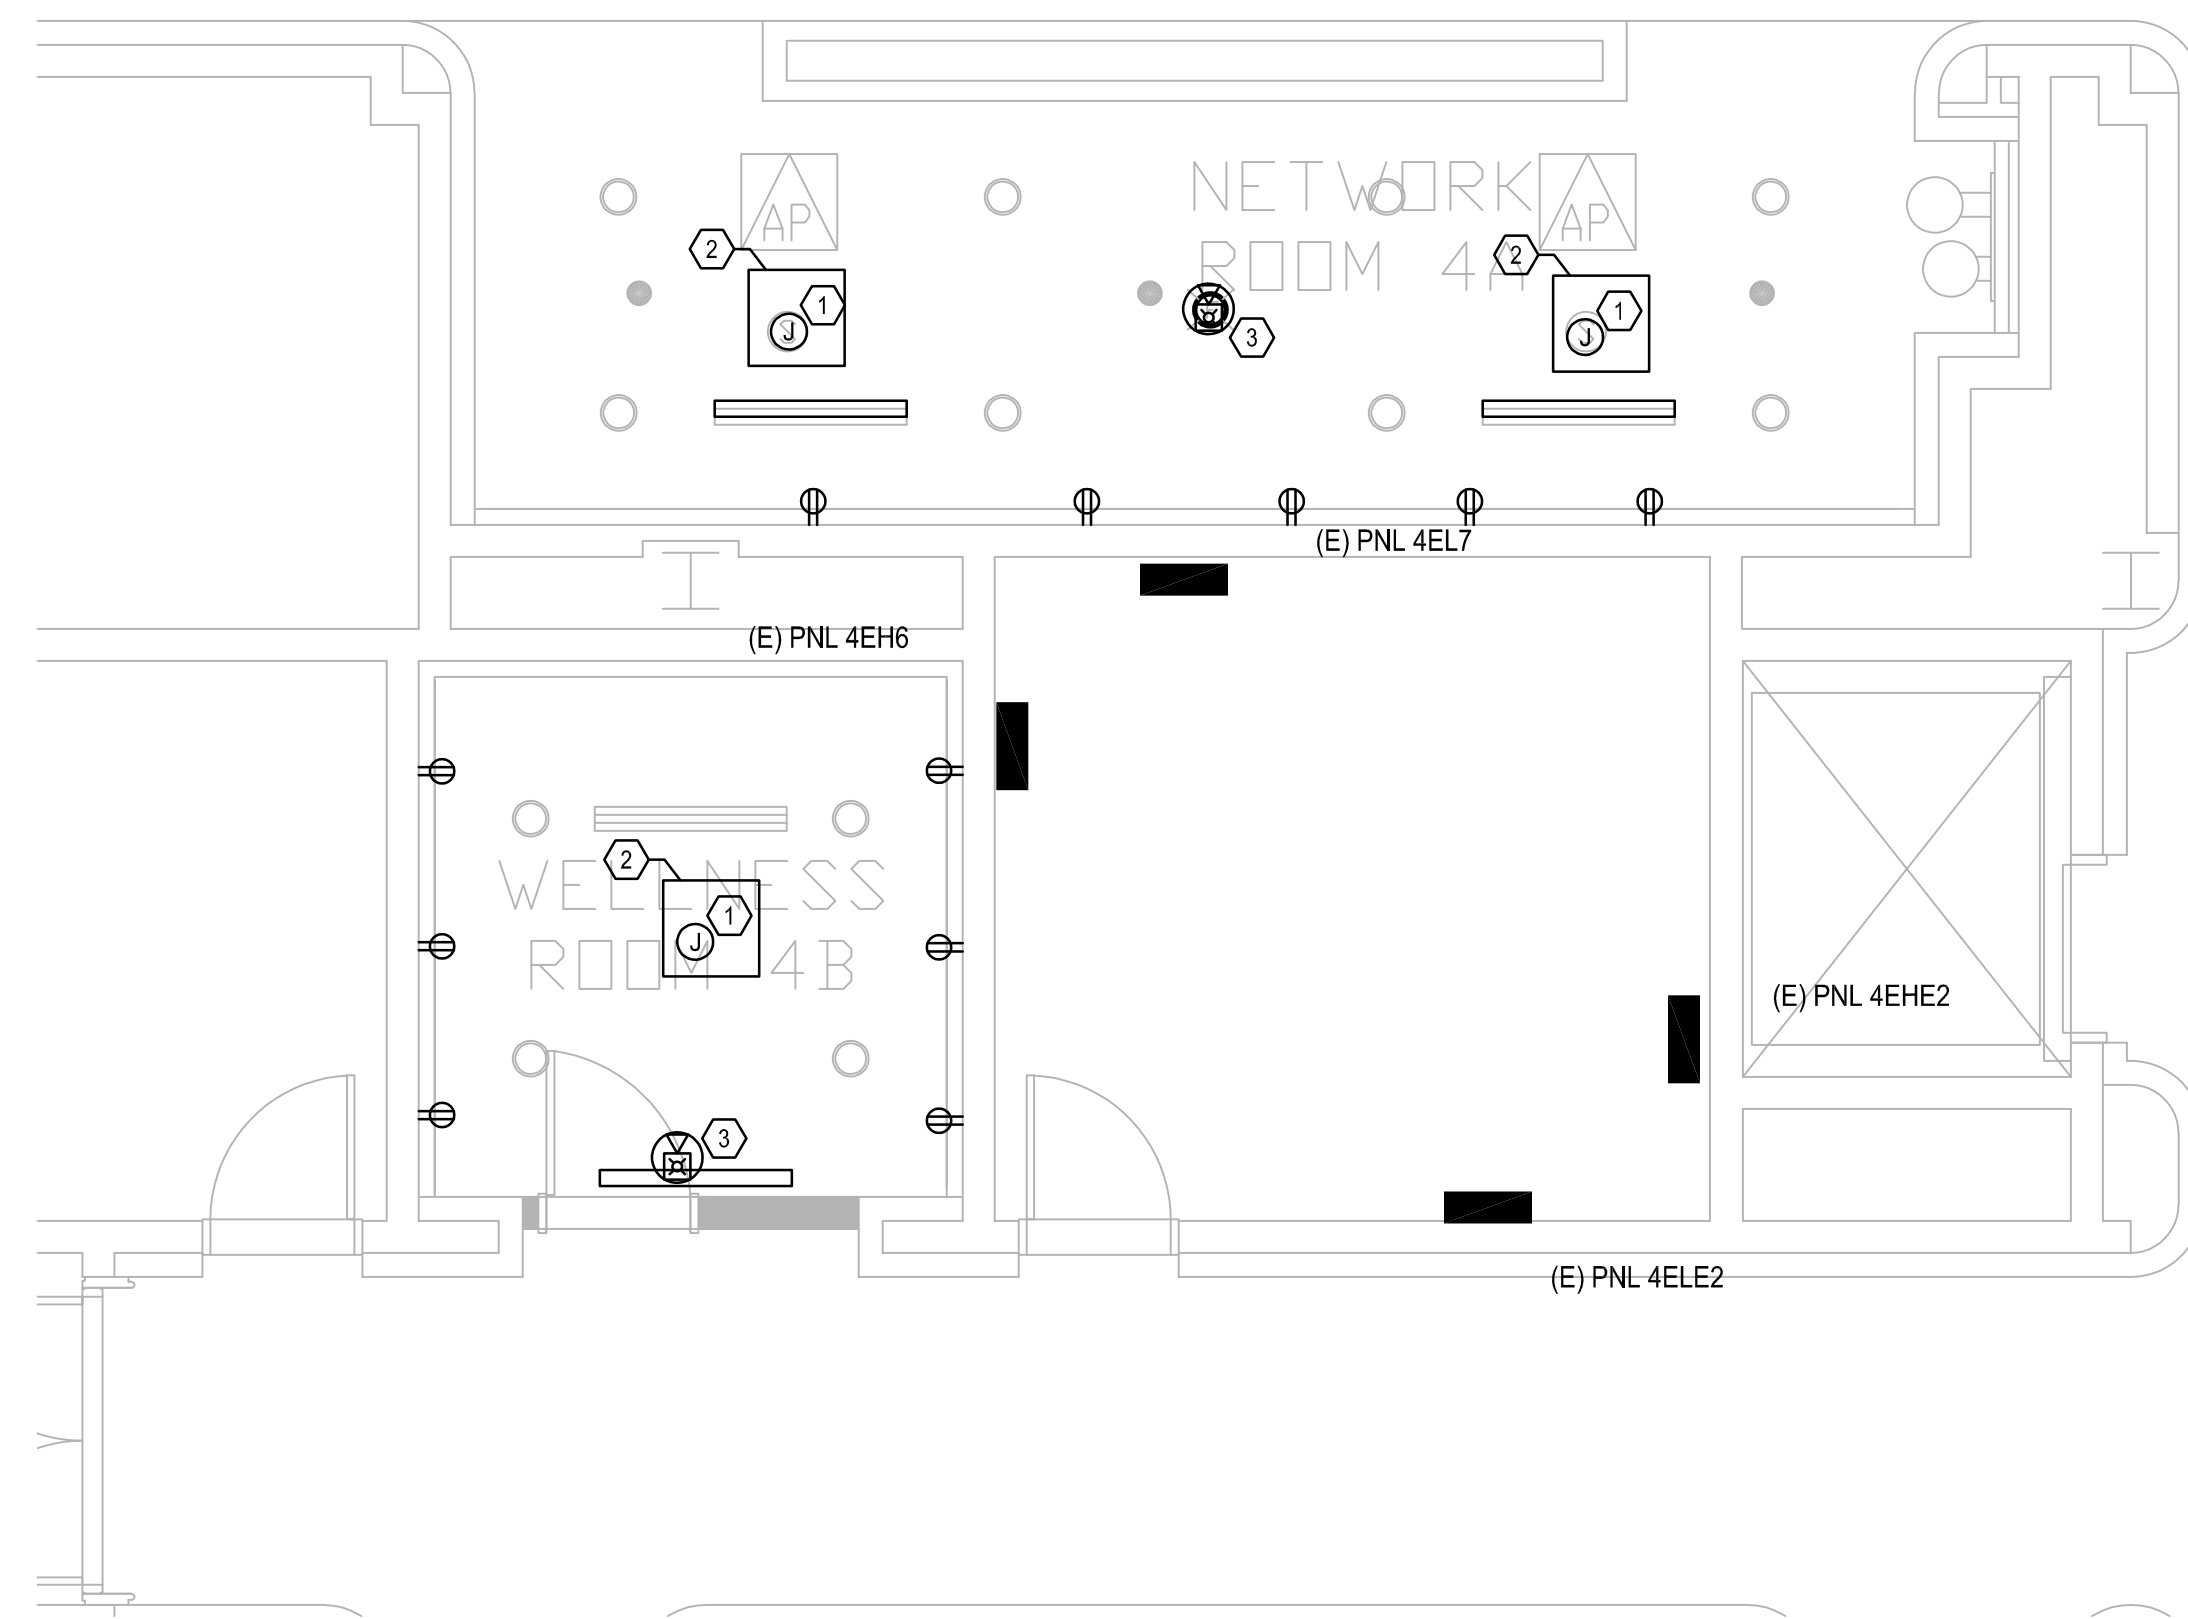 NETWORK
ROOM 4A
AP
AP
2
1
J
S
3
2
1
J
S
(E) PNL 4EL7
(E) PNL 4EH6
WELLNESS
ROOM 4B
2
1
J
(E) PNL 4EHE2
3
(E) PNL 4ELE2